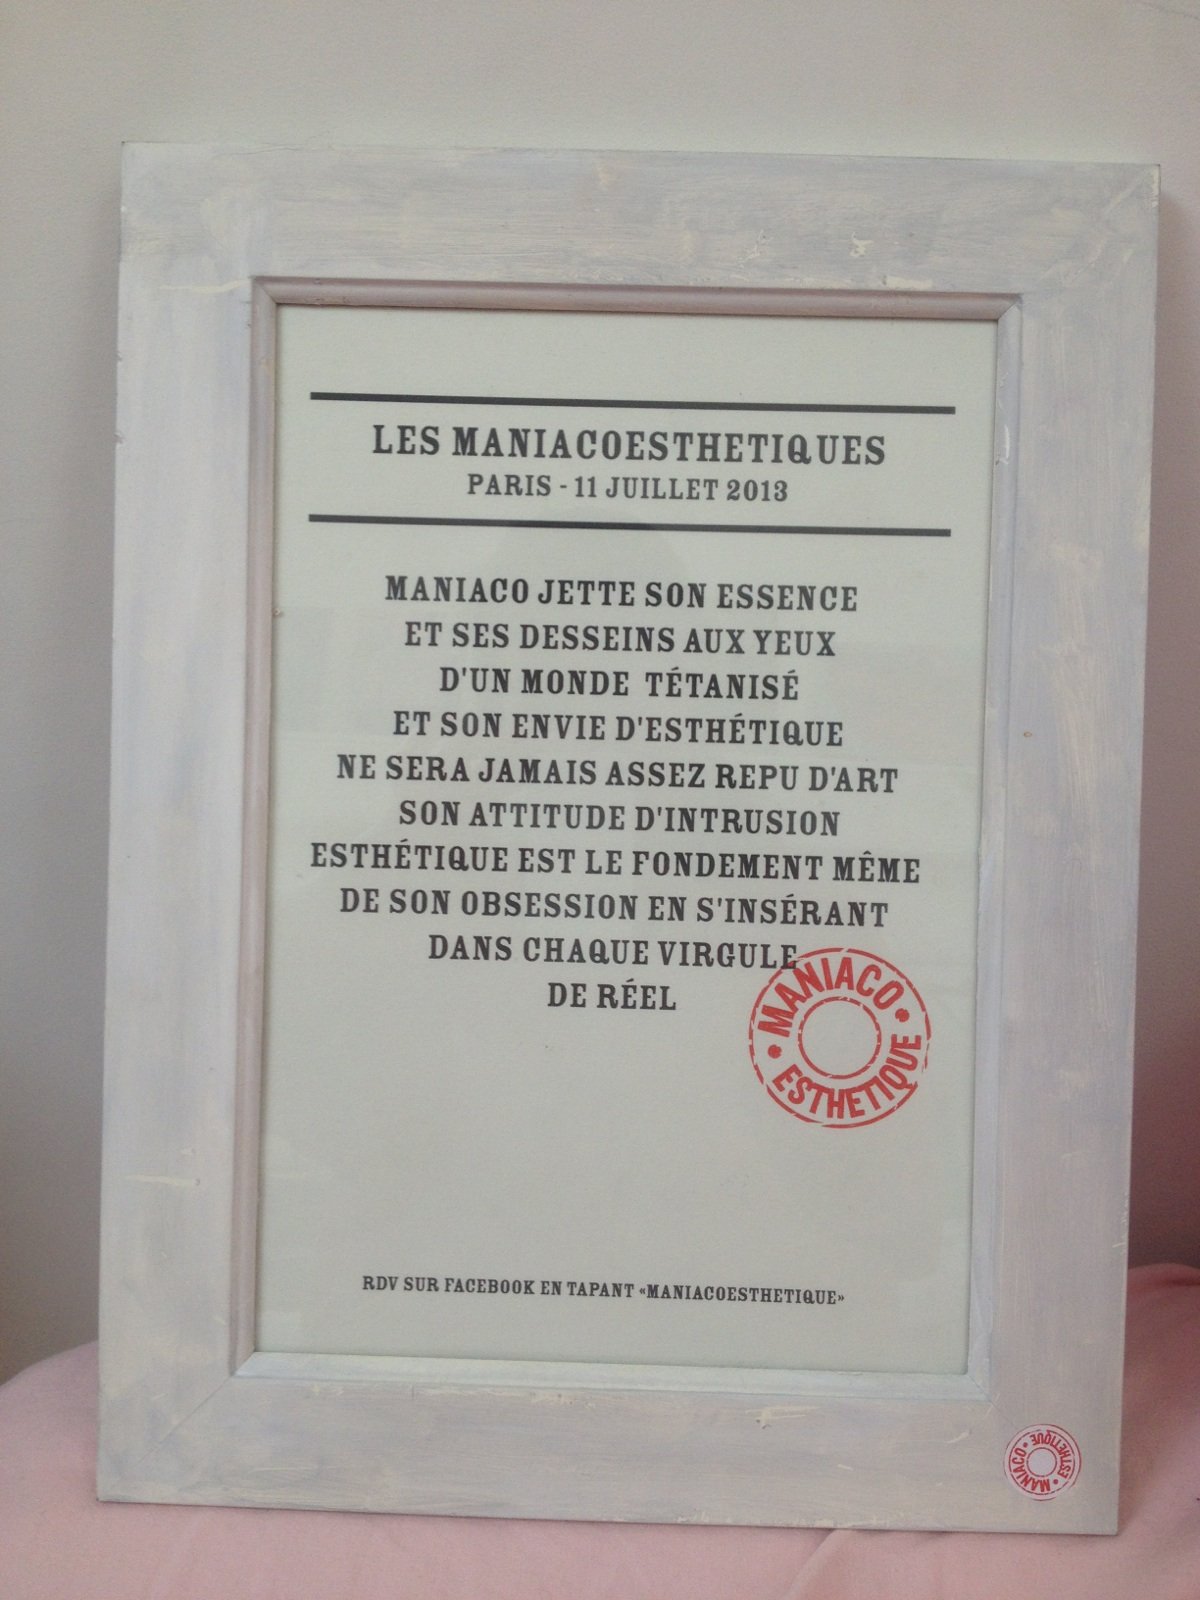 LES MANIACOESTHETIQUES
PARIS - 11 JUILLET 2013
MANIACO JETTE SON ESSENCE
ET SES DESSEINS AUX YEUX
D'UN MONDE TÉTANISÉ
ET SON ENVIE D'ESTHÉTIQUE
NE SERA JAMAIS ASSEZ REPU D'ART
SON ATTITUDE D'INTRUSION
ESTHÉTIQUE EST LE FONDEMENT MÊME
DE SON OBSESSION EN S'INSÉRANT
DANS CHAQUE VIRGULE
DE RÉEL
MANIACO
ESTHETIQUE
RDV SUR FACEBOOK EN TAPANT «MANIACOESTHETIQUE»
MANIACO
ESTHETIQUE